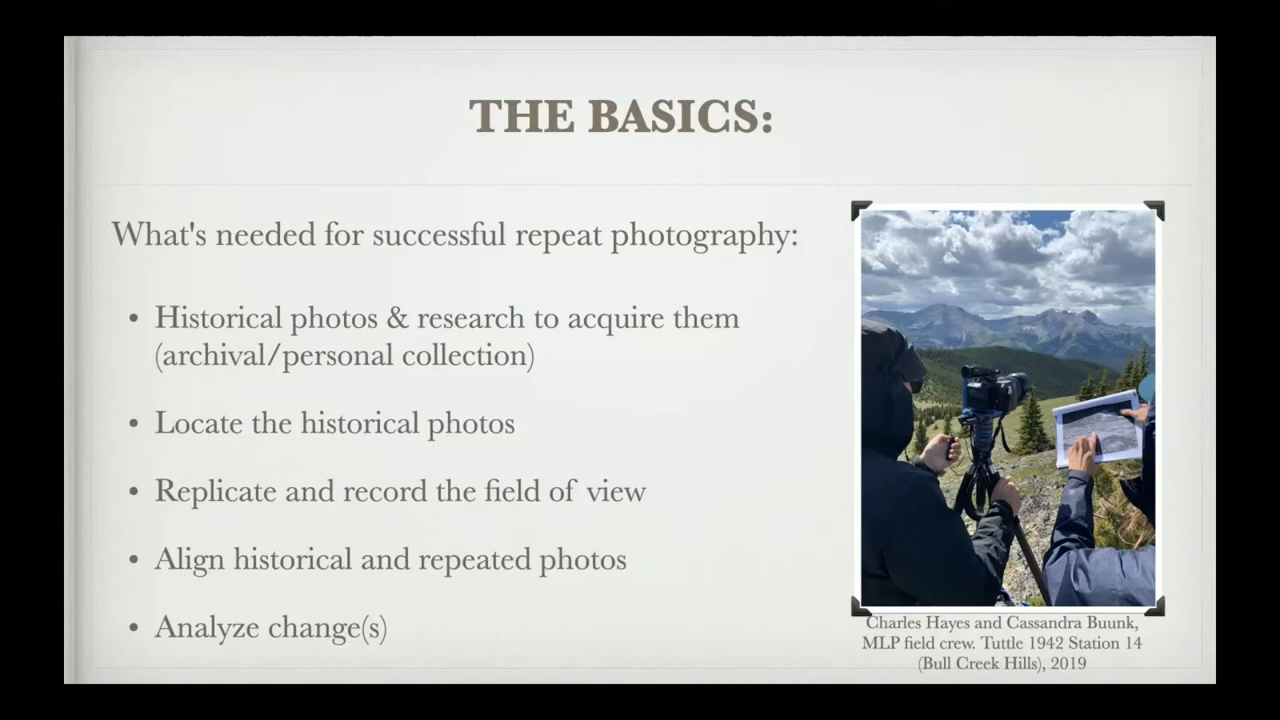 THE BASICS:
What's needed for successful repeat photography:
• Historical photos & research to acquire them
(archival/personal collection)
• Locate the historical photos
• Replicate and record the field of view
• Align historical and repeated photos
• Analyze change(s)
Charles Hayes and Cassandra Buunk,
MLP field crew. Tuttle 1942 Station 14
(Bull Creek Hills), 2019